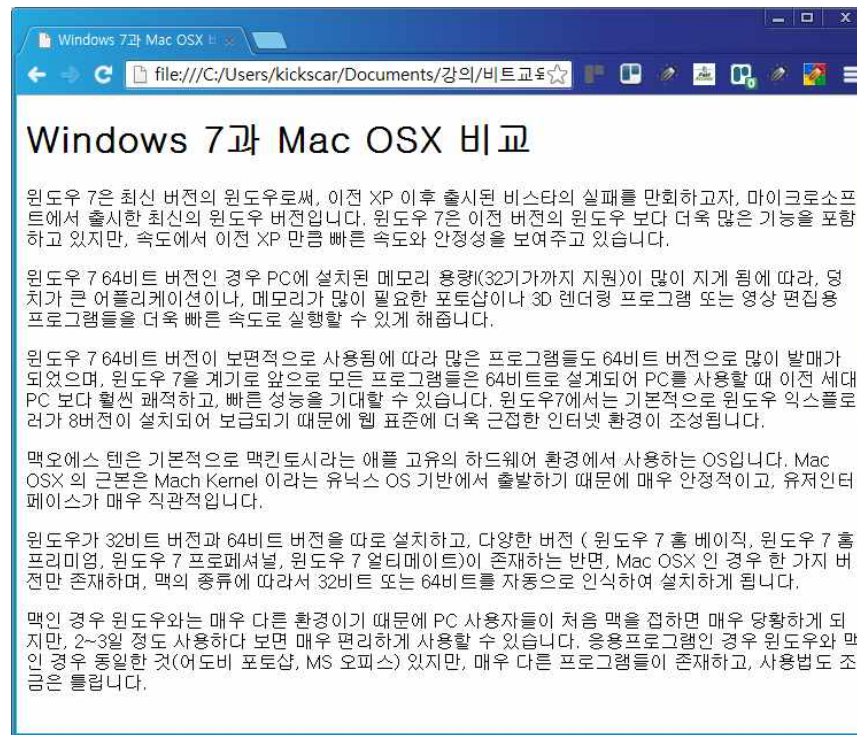 Windows 7과 Mac OSX ㅂ
file:///C:/Users/kickscar/Documents/강의/비트교육
Windows 7과 Mac OSX 비교
윈도우 7은 최신 버전의 윈도우로써, 이전 XP 이후 출시된 비스타의 실패를 만회하고자, 마이크로소프
트에서 출시한 최신의 윈도우 버전입니다. 윈도우 7은 이전 버전의 윈도우 보다 더욱 많은 기능을 포함
하고 있지만, 속도에서 이전 XP 만큼 빠른 속도와 안정성을 보여주고 있습니다.
윈도우 7 64비트 버전인 경우 PC에 설치된 메모리 용량(32기가까지 지원)이 많이 지게 됨에 따라, 덩
치가 큰 어플리케이션이나, 메모리가 많이 필요한 포토샵이나 3D 렌더링 프로그램 또는 영상 편집용
프로그램들을 더욱 빠른 속도로 실행할 수 있게 해줍니다.
윈도우 7 64비트 버전이 보편적으로 사용됨에 따라 많은 프로그램들도 64비트 버전으로 많이 발매가
되었으며, 윈도우 7을 계기로 앞으로 모든 프로그램들은 64비트로 설계되어 PC를 사용할 때 이전 세대
PC 보다 훨씬 쾌적하고, 빠른 성능을 기대할 수 있습니다. 윈도우7에서는 기본적으로 윈도우 익스플로
러가 8버전이 설치되어 보급되기 때문에 웹 표준에 더욱 근접한 인터넷 환경이 조성됩니다.
맥오에스 텐은 기본적으로 맥킨토시라는 애플 고유의 하드웨어 환경에서 사용하는 OS입니다. Mac
OSX 의 근본은 Mach Kernel 이라는 유닉스 OS 기반에서 출발하기 때문에 매우 안정적이고, 유저인터
페이스가 매우 직관적입니다.
윈도우가 32비트 버전과 64비트 버전을 따로 설치하고, 다양한 버전 ( 윈도우 7 홈 베이직, 윈도우 7 홈
프리미엄, 윈도우 7 프로페셔널, 윈도우 7 얼티메이트)이 존재하는 반면, Mac OSX 인 경우 한 가지 버
전만 존재하며, 맥의 종류에 따라서 32비트 또는 64비트를 자동으로 인식하여 설치하게 됩니다.
맥인 경우 윈도우와는 매우 다른 환경이기 때문에 PC 사용자들이 처음 맥을 접하면 매우 당황하게 되
지만, 2~3일 정도 사용하다 보면 매우 편리하게 사용할 수 있습니다. 응용프로그램인 경우 윈도우와 맥
인 경우 동일한 것(어도비 포토샵, MS 오피스) 있지만, 매우 다른 프로그램들이 존재하고, 사용법도 조
금은 틀립니다.